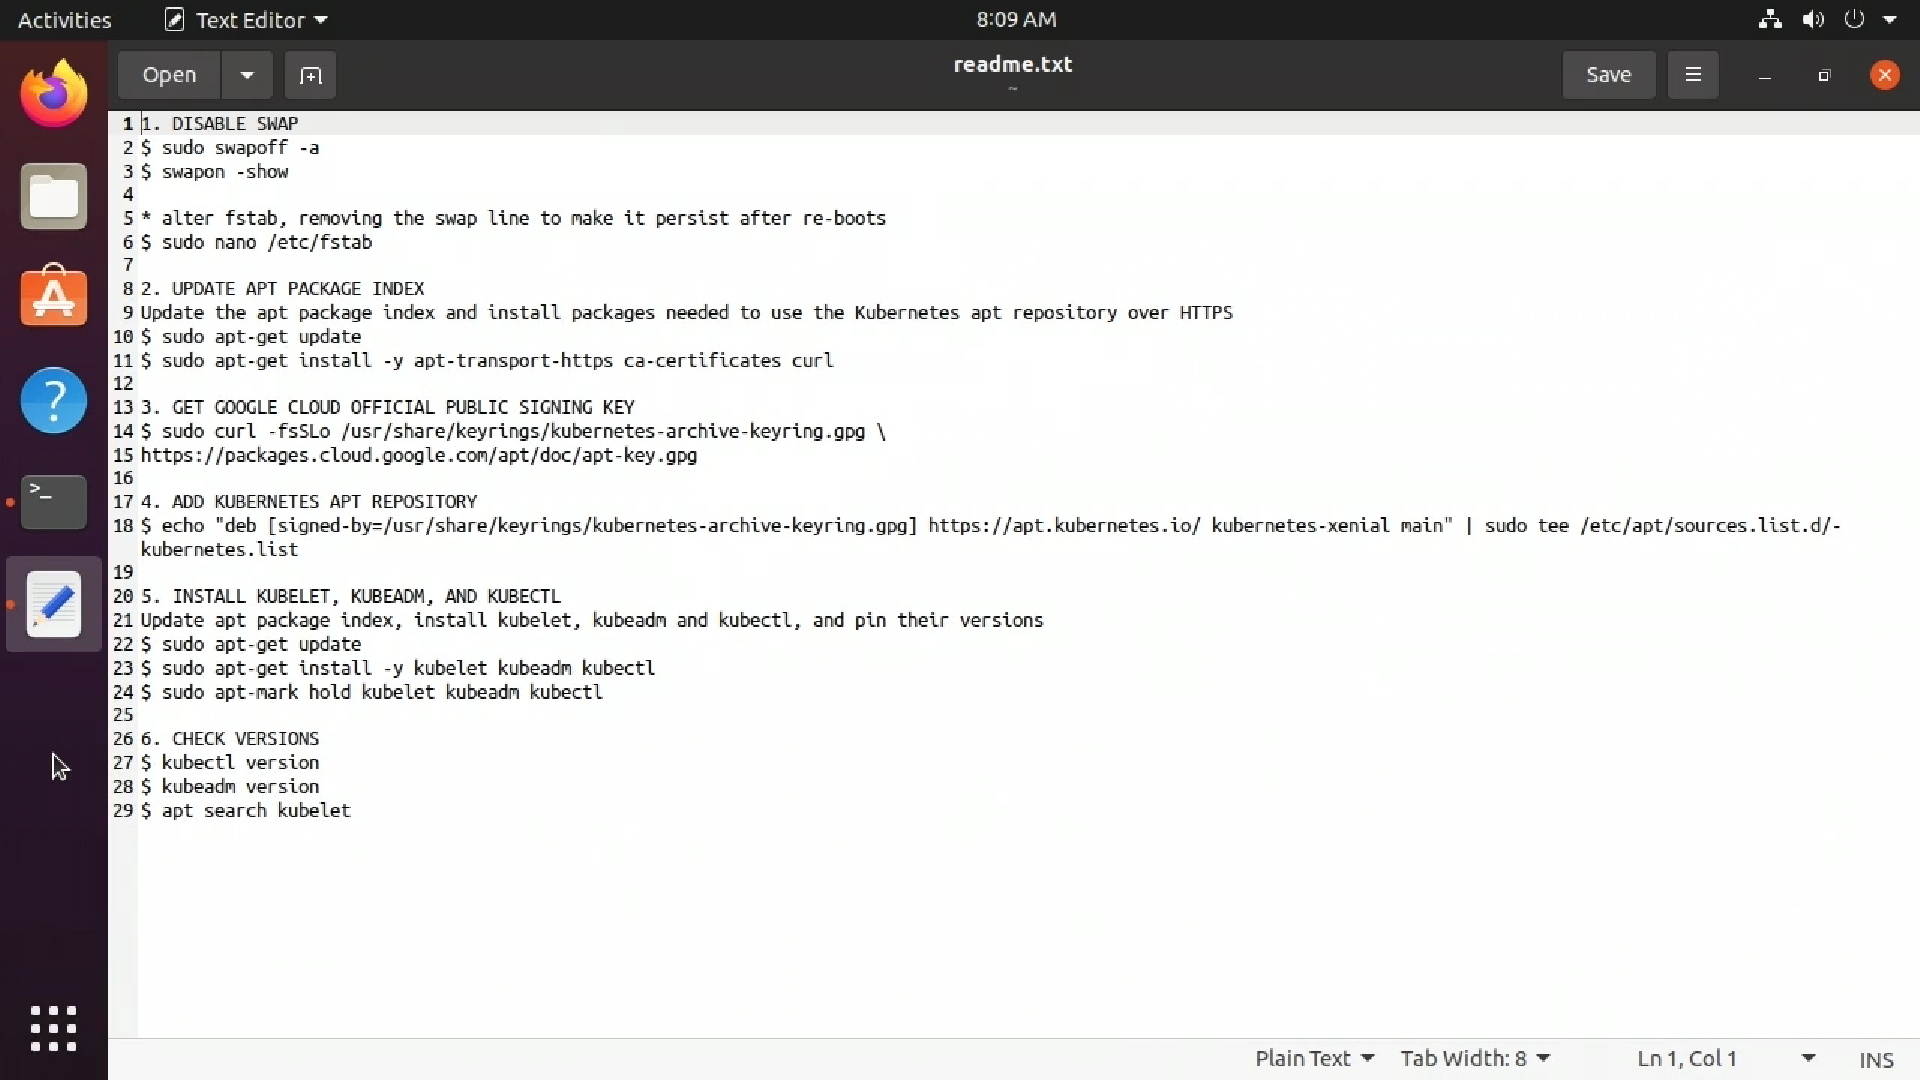 Activities
Text Editor
8:09 AM
Open
readme.txt
~
Save
1 1. DISABLE SWAP
2 $ sudo swapoff -a
3 $ swapon -show
4
5 * alter fstab, removing the swap line to make it persist after re-boots
6 $ sudo nano /etc/fstab
7
8 2. UPDATE APT PACKAGE INDEX
9 Update the apt package index and install packages needed to use the Kubernetes apt repository over HTTPS
10 $ sudo apt-get update
11 $ sudo apt-get install -y apt-transport-https ca-certificates curl
12
13 3. GET GOOGLE CLOUD OFFICIAL PUBLIC SIGNING KEY
14 $ sudo curl -fsSLo /usr/share/keyrings/kubernetes-archive-keyring.gpg \
15 https://packages.cloud.google.com/apt/doc/apt-key.gpg
16
17 4. ADD KUBERNETES APT REPOSITORY
18 $ echo "deb [signed-by=/usr/share/keyrings/kubernetes-archive-keyring.gpg] https://apt.kubernetes.io/ kubernetes-xenial main" | sudo tee /etc/apt/sources.list.d/-
kubernetes.list
19
20 5. INSTALL KUBELET, KUBEADM, AND KUBECTL
21 Update apt package index, install kubelet, kubeadm and kubectl, and pin their versions
22 $ sudo apt-get update
23 $ sudo apt-get install -y kubelet kubeadm kubectl
24 $ sudo apt-mark hold kubelet kubeadm kubectl
25
26 6. CHECK VERSIONS
27 $ kubectl version
28 $ kubeadm version
29 $ apt search kubelet
Plain Text
Tab Width: 8
Ln 1, Col 1
INS